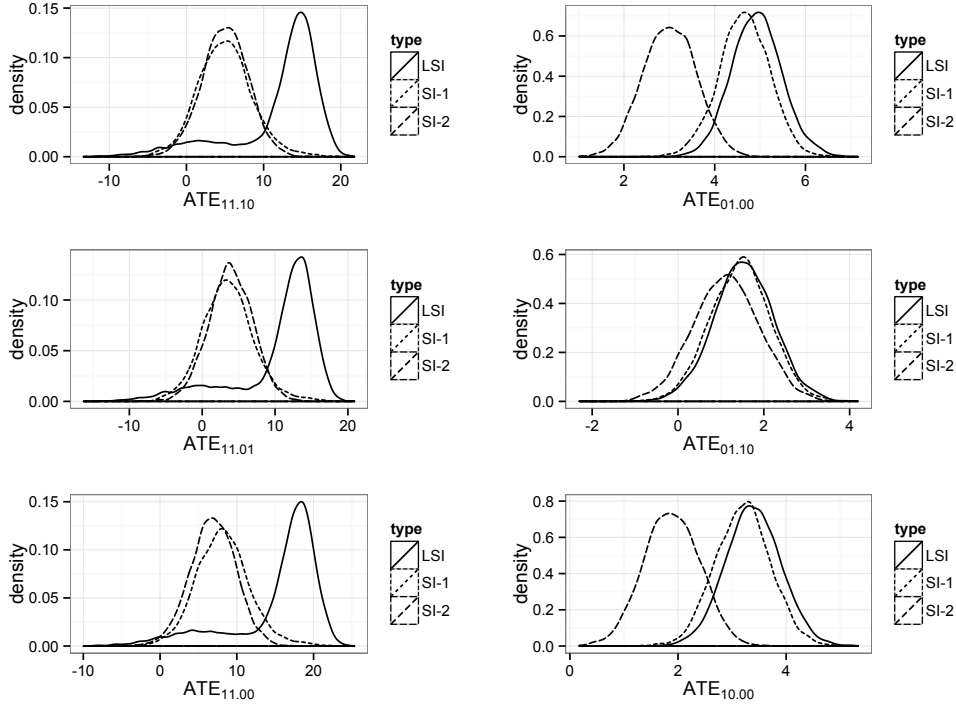 0.15
0.10
0.05
0.00
density
-10 0 10 20
ATE11.10
type
LSI
SI-1
SI-2
0.6
0.4
0.2
0.0
density
2 4 6
ATE01.00
type
LSI
SI-1
SI-2
0.10
0.05
0.00
density
-10 0 10 20
ATE11.01
type
LSI
SI-1
SI-2
0.6
0.4
0.2
0.0
density
-2 0 2 4
ATE01.10
type
LSI
SI-1
SI-2
0.15
0.10
0.05
0.00
density
-10 0 10 20
ATE11.00
type
LSI
SI-1
SI-2
0.8
0.6
0.4
0.2
0.0
density
0 2 4
ATE10.00
type
LSI
SI-1
SI-2